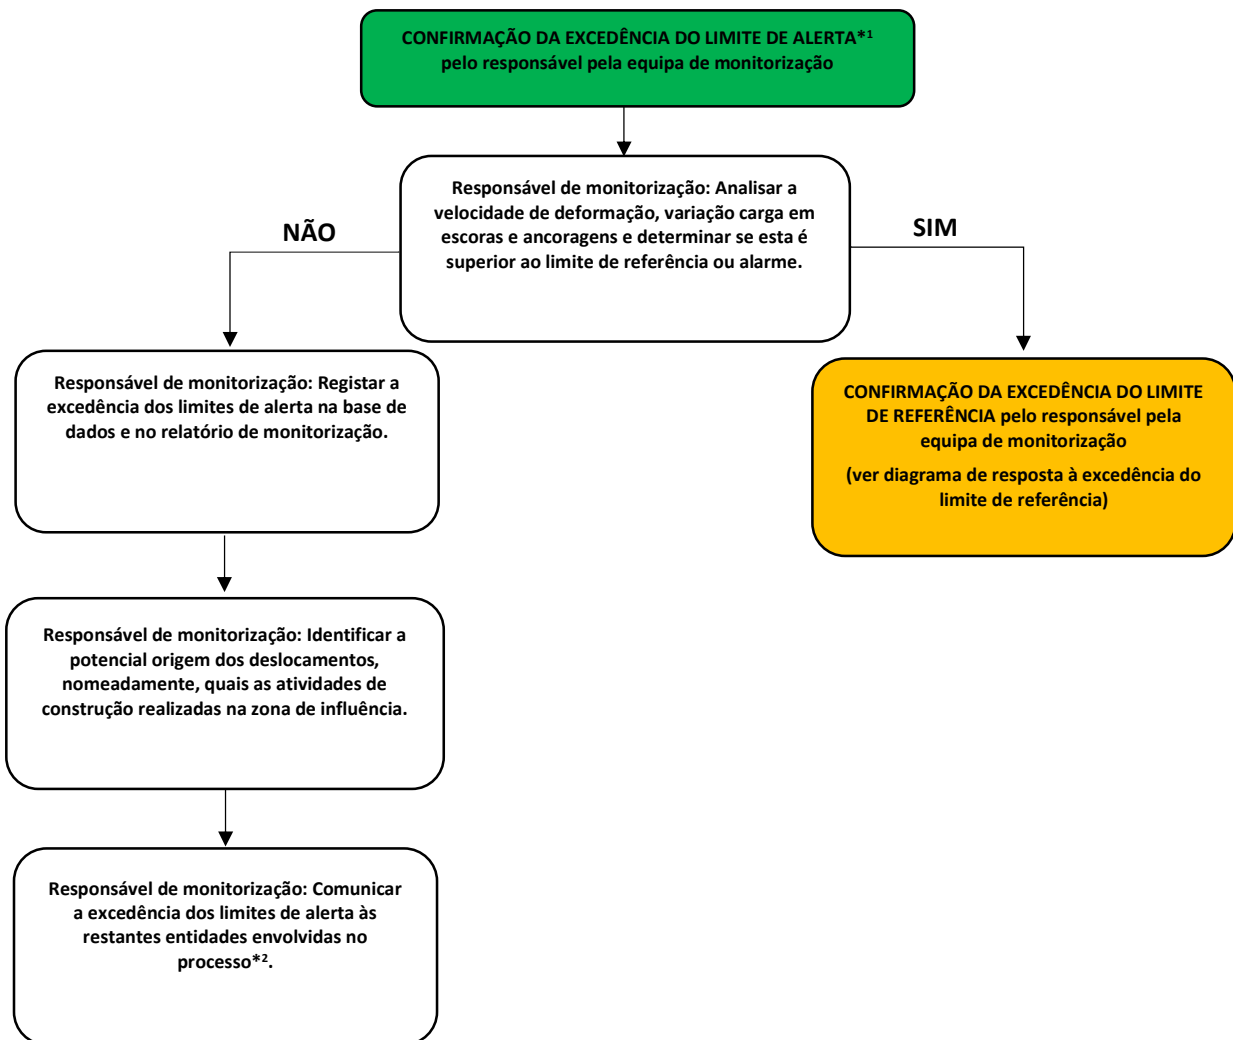 CONFIRMAÇÃO DA EXCEDÊNCIA DO LIMITE DE ALERTA*¹
pelo responsável pela equipa de monitorização
Responsável de monitorização: Analisar a
velocidade de deformação, variação carga em
escoras e ancoragens e determinar se esta é
superior ao limite de referência ou alarme.
NÃO
SIM
Responsável de monitorização: Registar a
excedência dos limites de alerta na base de
dados e no relatório de monitorização.
CONFIRMAÇÃO DA EXCEDÊNCIA DO LIMITE
DE REFERÊNCIA pelo responsável pela
equipa de monitorização
(ver diagrama de resposta à excedência do
limite de referência)
Responsável de monitorização: Identificar a
potencial origem dos deslocamentos,
nomeadamente, quais as atividades de
construção realizadas na zona de influência.
Responsável de monitorização: Comunicar
a excedência dos limites de alerta às
restantes entidades envolvidas no
processo*².